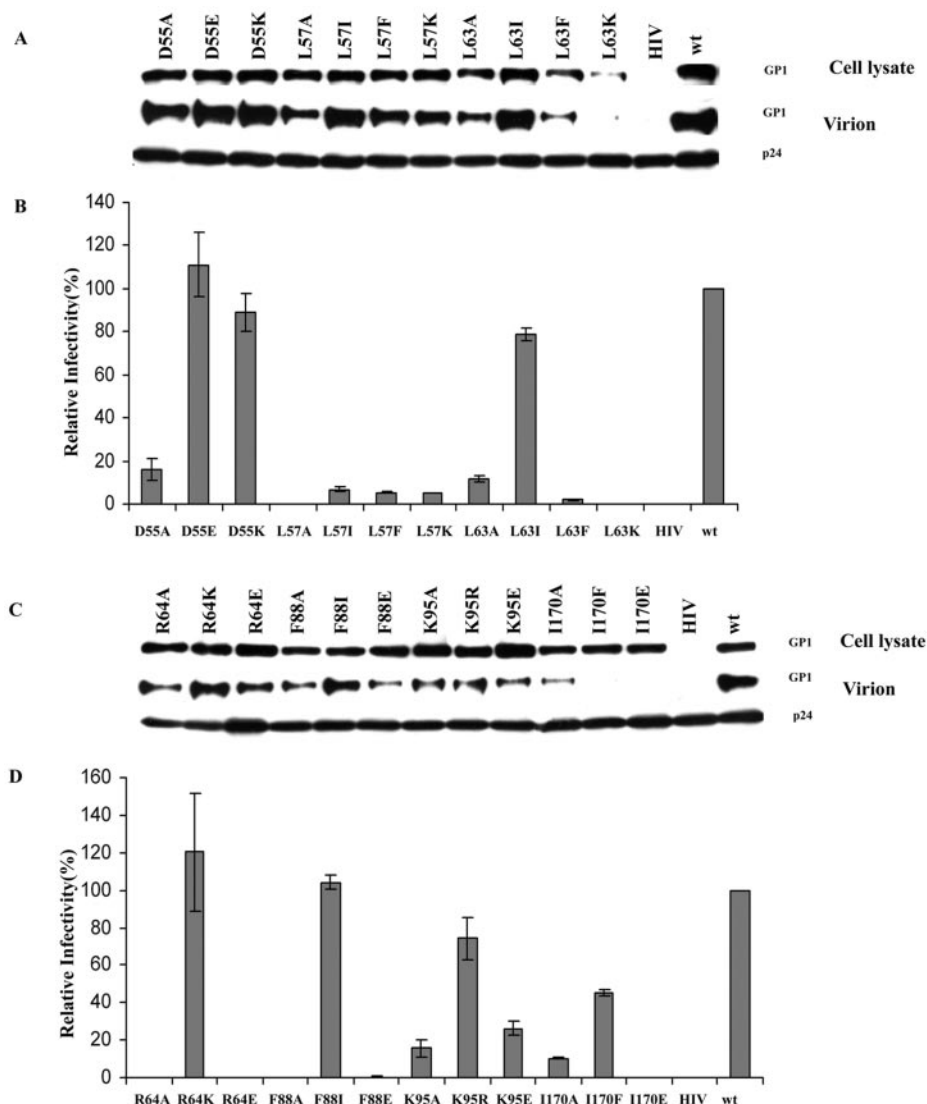 A
D55A D55E D55K L57A L57I L57F L57K L63A L63I L63F L63K HIV wt
GP1 Cell lysate
GP1 Virion
p24
B
Relative Infectivity(%)
140
120
100
80
60
40
20
0
D55A D55E D55K L57A L57I L57F L57K L63A L63I L63F L63K HIV wt
C
R64A R64K R64E F88A F88I F88E K95A K95R K95E I170A I170F I170E HIV wt
GP1 Cell lysate
GP1 Virion
p24
D
Relative Infectivity(%)
160
140
120
100
80
60
40
20
0
R64A R64K R64E F88A F88I F88E K95A K95R K95E I170A I170F I170E HIV wt